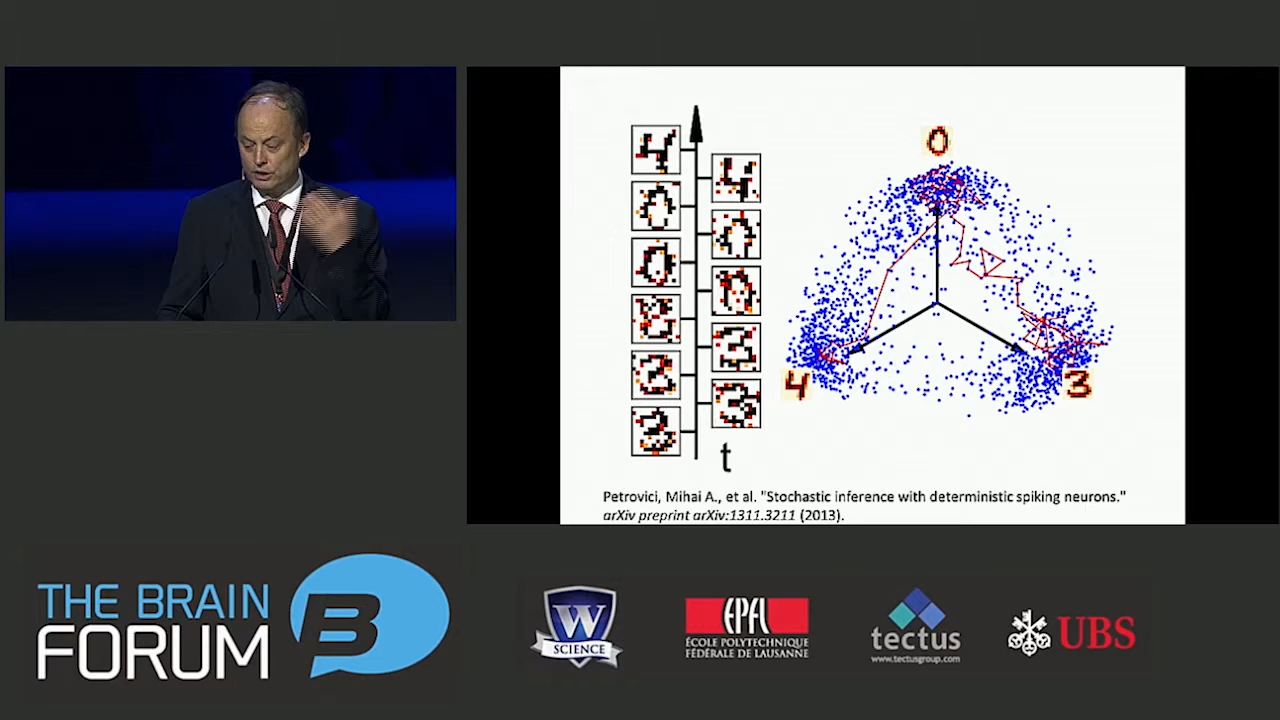 0
4
3
t
Petrovici, Mihai A., et al. "Stochastic inference with deterministic spiking neurons."
arXiv preprint arXiv:1311.3211 (2013).
THE BRAIN
FORUM
B
W
SCIENCE
EPFL
ÉCOLE POLYTECHNIQUE
FÉDÉRALE DE LAUSANNE
tectus
www.tectusgroup.com
UBS